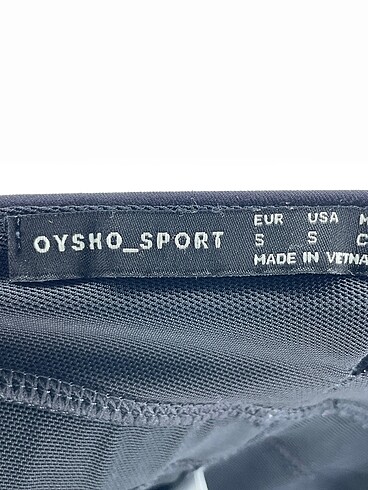 OYSHO_SPORT
EUR USA M
S S C
MADE IN VIETNA